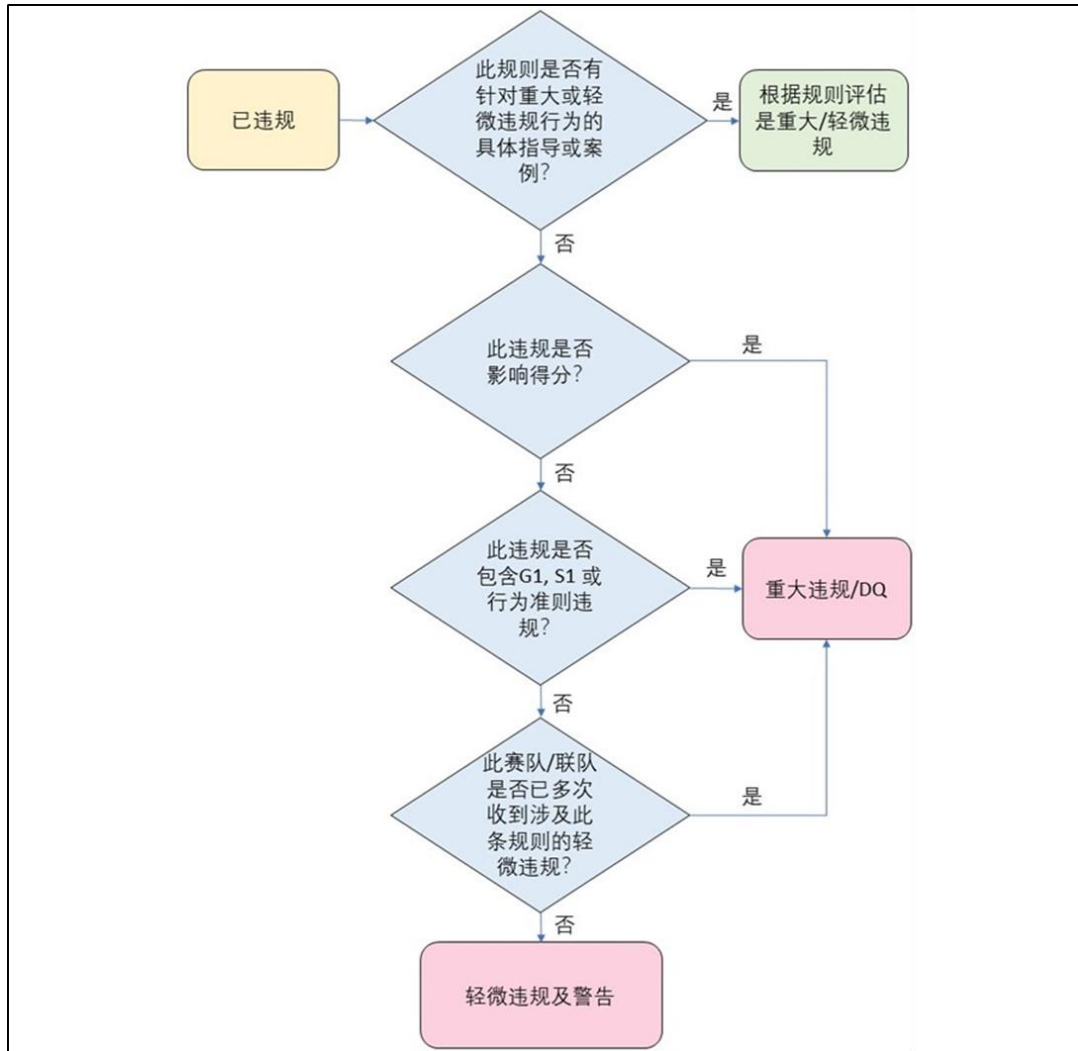 已违规
此规则是否有
针对重大或轻
微违规行为的
具体指导或案
例？
是
根据规则评估
是重大/轻微违
规
否
此违规是否
影响得分？
是
否
此违规是否
包含G1, S1 或
行为准则违
规？
是
重大违规/DQ
否
此赛队/联队
是否已多次
收到涉及此
条规则的轻
微违规？
是
否
轻微违规及警告